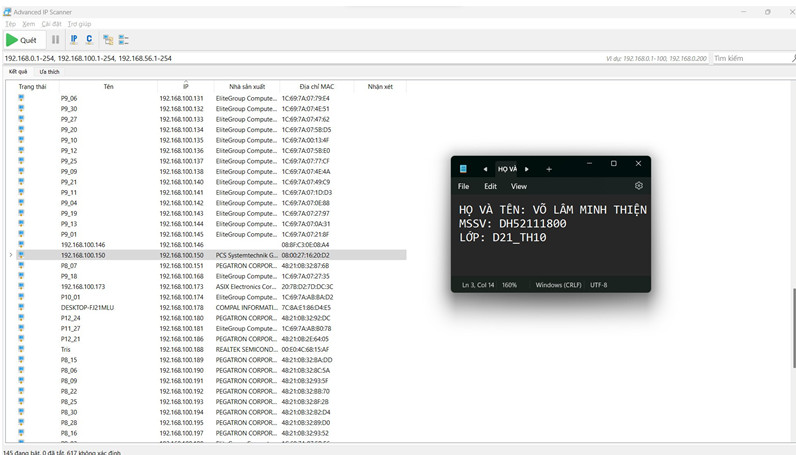 Advanced IP Scanner
Tệp Xem Cài đặt Trợ giúp
Quét IP C
192.168.0.1-254, 192.168.100.1-254, 192.168.56.1-254 Ví dụ: 192.168.0.1-100, 192.168.0.200 Tìm kiếm
Kết quả Ưa thích
Trạng thái Tên IP Nhà sản xuất Địa chỉ MAC Nhận xét
P9_06 192.168.100.131 EliteGroup Compute... 1C:69:7A:07:79:E4
P9_30 192.168.100.132 EliteGroup Compute... 1C:69:7A:07:4E:51
P9_27 192.168.100.133 EliteGroup Compute... 1C:69:7A:07:47:62
P9_20 192.168.100.134 EliteGroup Compute... 1C:69:7A:07:5B:D5
P9_10 192.168.100.135 EliteGroup Compute... 1C:69:7A:00:13:4F
P9_12 192.168.100.136 EliteGroup Compute... 1C:69:7A:07:5B:E0
P9_25 192.168.100.137 EliteGroup Compute... 1C:69:7A:07:77:CF
P9_09 192.168.100.138 EliteGroup Compute... 1C:69:7A:07:4E:4A
P9_21 192.168.100.140 EliteGroup Compute... 1C:69:7A:07:49:C9
P9_11 192.168.100.141 EliteGroup Compute... 1C:69:7A:07:1D:D3
P9_04 192.168.100.142 EliteGroup Compute... 1C:69:7A:07:0E:88
P9_19 192.168.100.143 EliteGroup Compute... 1C:69:7A:07:27:97
P9_13 192.168.100.144 EliteGroup Compute... 1C:69:7A:07:0A:31
P9_01 192.168.100.145 EliteGroup Compute... 1C:69:7A:07:21:8F
192.168.100.146 192.168.100.146 08:8F:C3:0E:08:A4
192.168.100.150 192.168.100.150 PCS Systemtechnik G... 08:00:27:16:20:D2
P8_07 192.168.100.151 PEGATRON CORPOR... 48:21:0B:32:87:6B
P9_18 192.168.100.168 EliteGroup Compute... 1C:69:7A:07:27:35
192.168.100.173 192.168.100.173 ASIX Electronics Cor... 20:7B:D2:7D:DC:3C
P10_01 192.168.100.174 EliteGroup Compute... 1C:69:7A:AB:BA:D2
DESKTOP-FJ21MLU 192.168.100.178 COMPAL INFORMATI... 7C:8A:E1:86:D4:E5
P12_24 192.168.100.180 PEGATRON CORPOR... 48:21:0B:32:92:DC
P11_27 192.168.100.181 EliteGroup Compute... 1C:69:7A:AB:B0:78
P12_21 192.168.100.186 PEGATRON CORPOR... 48:21:0B:2E:64:05
Tris 192.168.100.188 REALTEK SEMICOND... 00:E0:4C:68:15:AF
P8_15 192.168.100.189 PEGATRON CORPOR... 48:21:0B:32:8A:DD
P8_06 192.168.100.190 PEGATRON CORPOR... 48:21:0B:32:8C:5A
P8_09 192.168.100.191 PEGATRON CORPOR... 48:21:0B:32:93:5F
P8_22 192.168.100.192 PEGATRON CORPOR... 48:21:0B:32:8B:70
P8_25 192.168.100.193 PEGATRON CORPOR... 48:21:0B:32:8F:2B
P8_30 192.168.100.194 PEGATRON CORPOR... 48:21:0B:32:82:D4
P8_28 192.168.100.195 PEGATRON CORPOR... 48:21:0B:32:89:D0
P8_16 192.168.100.197 PEGATRON CORPOR... 48:21:0B:32:93:52
145 đang bật, 0 đã tắt, 617 không xác định
HỌ VÀ
File Edit View
HỌ VÀ TÊN: VÕ LÂM MINH THIỆN
MSSV: DH52111800
LỚP: D21_TH10
Ln 3, Col 14 160% Windows (CRLF) UTF-8